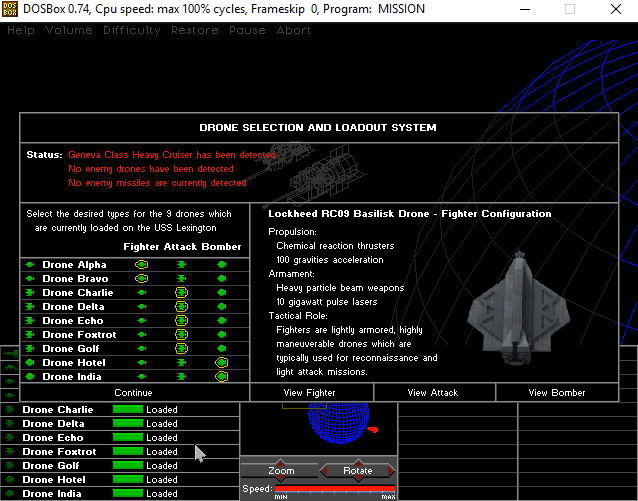 DOS
BOX
DOSBox 0.74, Cpu speed: max 100% cycles, Frameskip 0, Program: MISSION
Help Volume Difficulty Restore Pause Abort
DRONE SELECTION AND LOADOUT SYSTEM
Status: Geneva Class Heavy Cruiser has been detected
No enemy drones have been detected
No enemy missiles are currently detected
Select the desired types for the 9 drones which
are currently loaded on the USS Lexington
Fighter Attack Bomber
Drone Alpha
Drone Bravo
Drone Charlie
Drone Delta
Drone Echo
Drone Foxtrot
Drone Golf
Drone Hotel
Drone India
Lockheed RC09 Basilisk Drone - Fighter Configuration
Propulsion:
Chemical reaction thrusters
100 gravities acceleration
Armament:
Heavy particle beam weapons
10 gigawatt pulse lasers
Tactical Role:
Fighters are lightly armored, highly
maneuverable drones which are
typically used for reconnaissance and
light attack missions.
Continue
View Fighter
View Attack
View Bomber
Drone Charlie Loaded
Drone Delta Loaded
Drone Echo Loaded
Drone Foxtrot Loaded
Drone Golf Loaded
Drone Hotel Loaded
Drone India Loaded
Zoom
Rotate
Speed:
MIN MAX